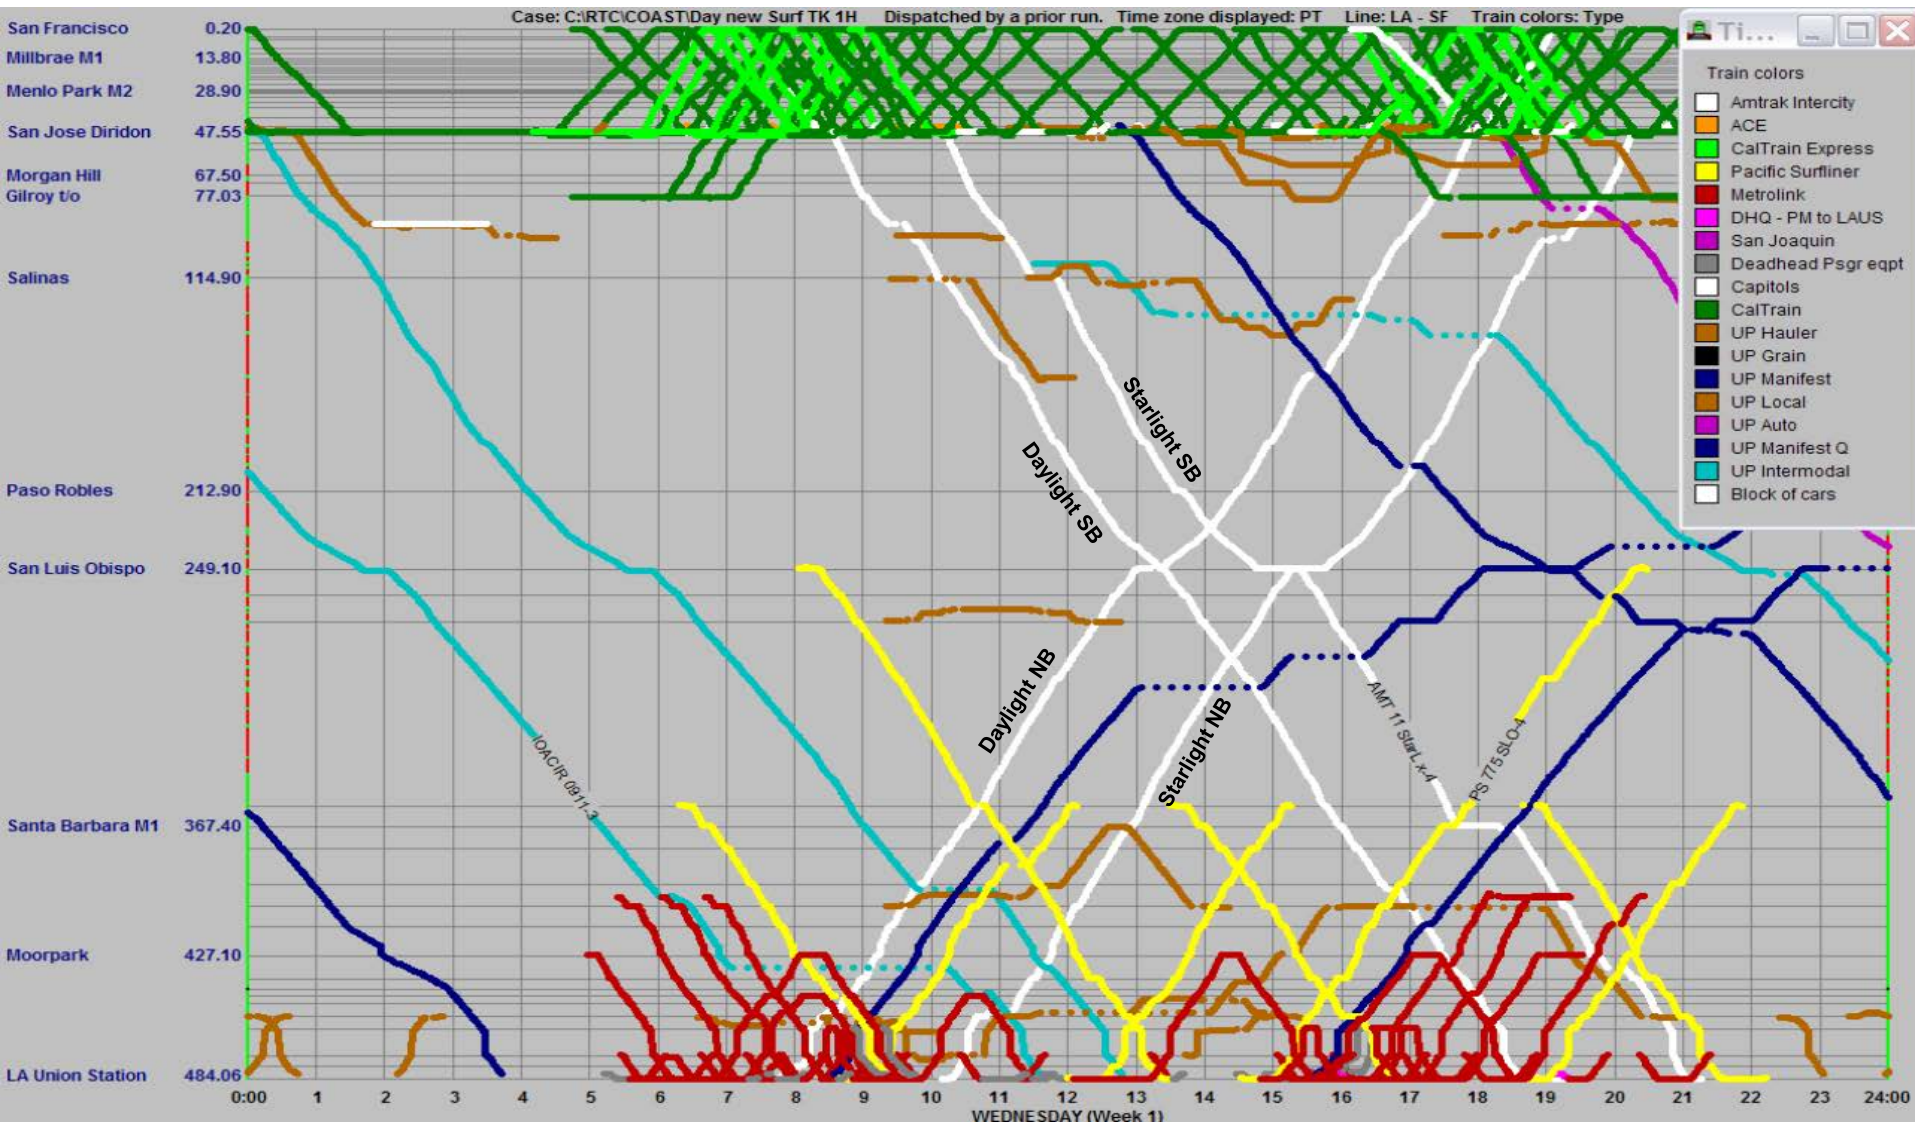 Case: C:\RTC\COAST\Day new Surf TK 1H Dispatched by a prior run. Time zone displayed: PT Line: LA - SF Train colors: Type
San Francisco 0.20
Millbrae M1 13.80
Menlo Park M2 28.90
San Jose Diridon 47.55
Morgan Hill 67.50
Gilroy t/o 77.03
Salinas 114.90
Paso Robles 212.90
San Luis Obispo 249.10
Santa Barbara M1 367.40
Moorpark 427.10
LA Union Station 484.06
Ti...
Train colors
Amtrak Intercity
ACE
CalTrain Express
Pacific Surfliner
Metrolink
DHQ - PM to LAUS
San Joaquin
Deadhead Psgr eqpt
Capitols
CalTrain
UP Hauler
UP Grain
UP Manifest
UP Local
UP Auto
UP Manifest Q
UP Intermodal
Block of cars
Starlight SB
Daylight SB
Daylight NB
Starlight NB
AMT 11 StarL x-4
PS 775 SLO-4
IOACIR 0911-3
0:00 1 2 3 4 5 6 7 8 9 10 11 12 13 14 15 16 17 18 19 20 21 22 23 24:00
WEDNESDAY (Week 1)